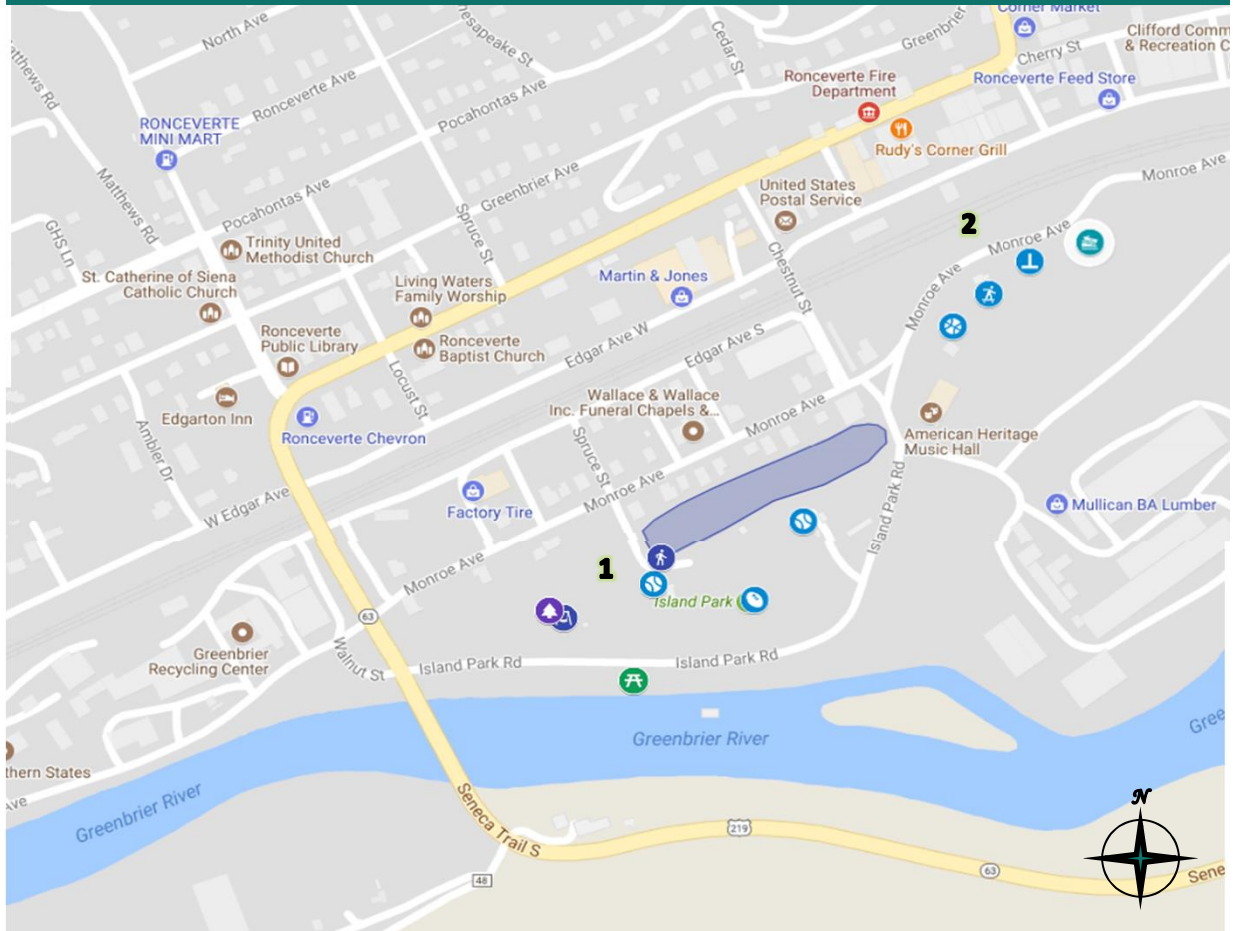 Corner Market
Clifford Comm
& Recreation C
North Ave
esapeake St
Cedar St
Greenbrier
Cherry St
Ronceverte Feed Store
Ronceverte Fire
Department
Rudy's Corner Grill
atthews Rd
Ronceverte Ave
Pocahontas Ave
RONCEVERTE
MINI MART
Matthews Rd
Pocahontas Ave
Greenbrier Ave
Spruce St
United States
Postal Service
Monroe Ave
2
Monroe Ave
Monroe Ave
GHS Ln
Trinity United
Methodist Church
St. Catherine of Siena
Catholic Church
Living Waters
Family Worship
Martin & Jones
Chestnut St
Ronceverte
Public Library
Ronceverte
Baptist Church
Edgar Ave W
Edgar Ave S
Locust St
Edgarton Inn
Ronceverte Chevron
Wallace & Wallace
Inc. Funeral Chapels &...
Monroe Ave
American Heritage
Music Hall
Ambler Dr
Spruce St
Monroe Ave
Island Park Rd
W Edgar Ave
Factory Tire
Mullican BA Lumber
Monroe Ave
1
Island Park
63
Greenbrier
Recycling Center
Walnut St
Island Park Rd
Island Park Rd
Greenbrier River
Gree
thern States
Ave
Greenbrier River
Seneca Trail S
219
48
63
Sene
N